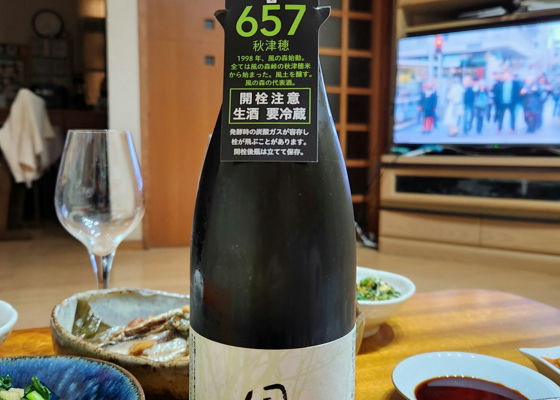 657
秋津穂
1998年、風の森始動。
全ては風の森峠の秋津穂米
から始まった。風土を醸す。
風の森の代表酒。
開栓注意
生酒 要冷蔵
発酵時の炭酸ガスが溶存し
栓が飛ぶことがあります。
開栓後瓶は立てて保存。